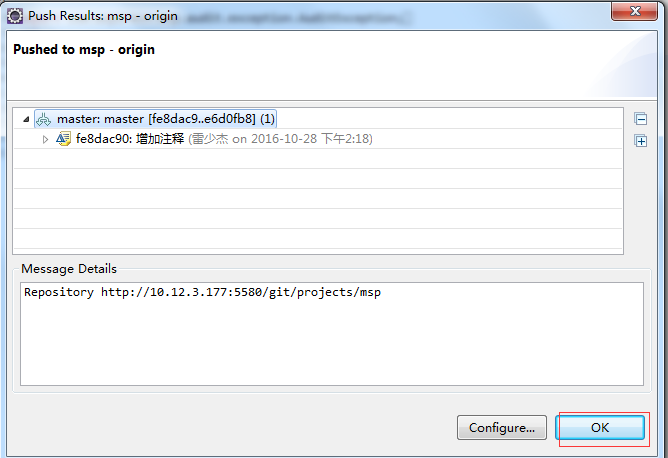 Push Results: msp - origin
Pushed to msp - origin
master: master [fe8dac9..e6d0fb8] (1)
fe8dac90: 增加注释 (雷少杰 on 2016-10-28 下午2:18)
Message Details
Repository http://10.12.3.177:5580/git/projects/msp
Configure...
OK